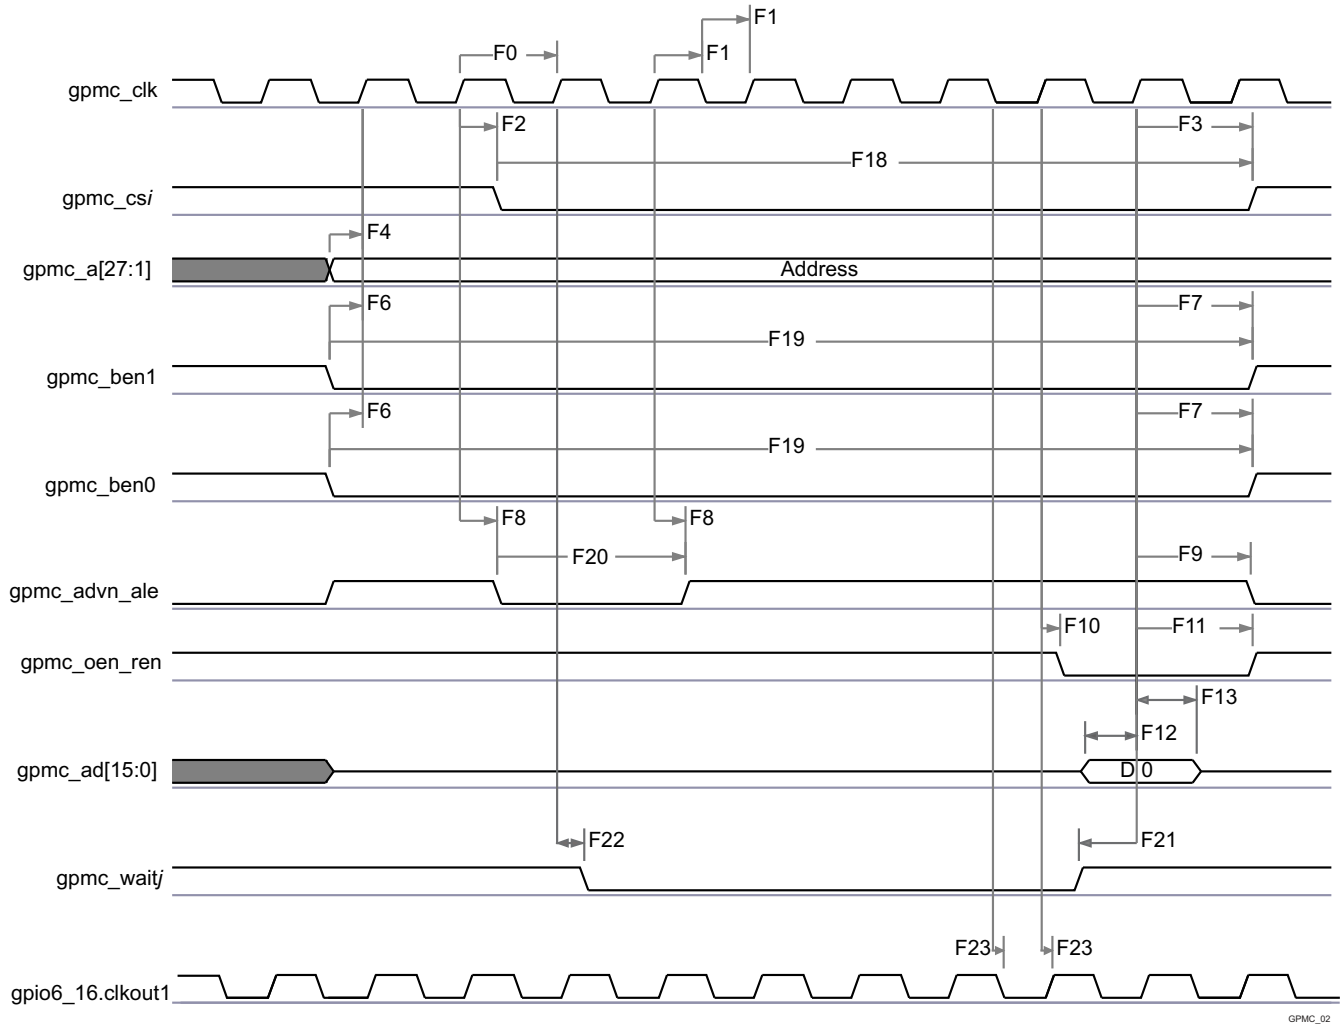 F1
F0
F1
gpmc_clk
F2
F3
F18
gpmc_csi
F4
gpmc_a[27:1]
Address
F6
F7
F19
gpmc_ben1
F6
F7
F19
gpmc_ben0
F8
F8
F20
F9
gpmc_advn_ale
F10
F11
gpmc_oen_ren
F13
F12
gpmc_ad[15:0]
D 0
F22
F21
gpmc_waitj
F23
F23
gpio6_16.clkout1
GPMC_02